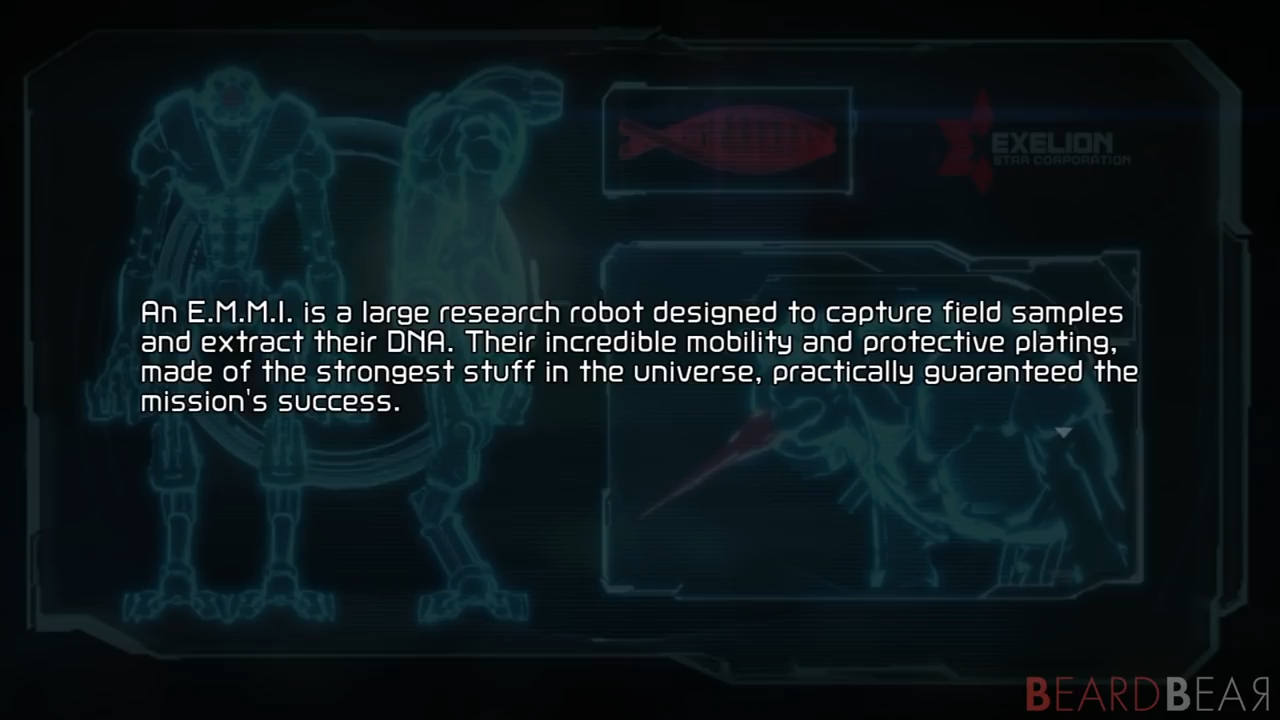 EXELION
STAR CORPORATION
An E.M.M.I. is a large research robot designed to capture field samples
and extract their DNA. Their incredible mobility and protective plating,
made of the strongest stuff in the universe, practically guaranteed the
mission's success.
BEARDBEAR